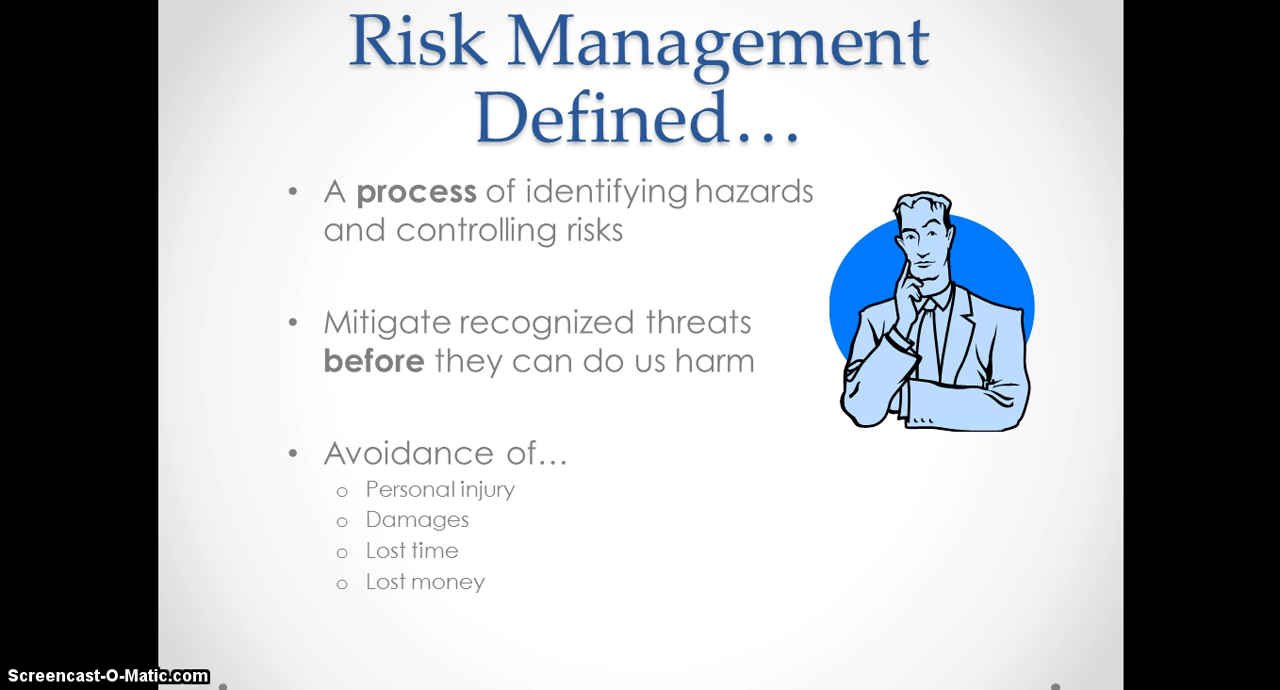 Risk Management
Defined…
• A process of identifying hazards
and controlling risks
• Mitigate recognized threats
before they can do us harm
• Avoidance of…
o Personal injury
o Damages
o Lost time
o Lost money
Screencast-O-Matic.com